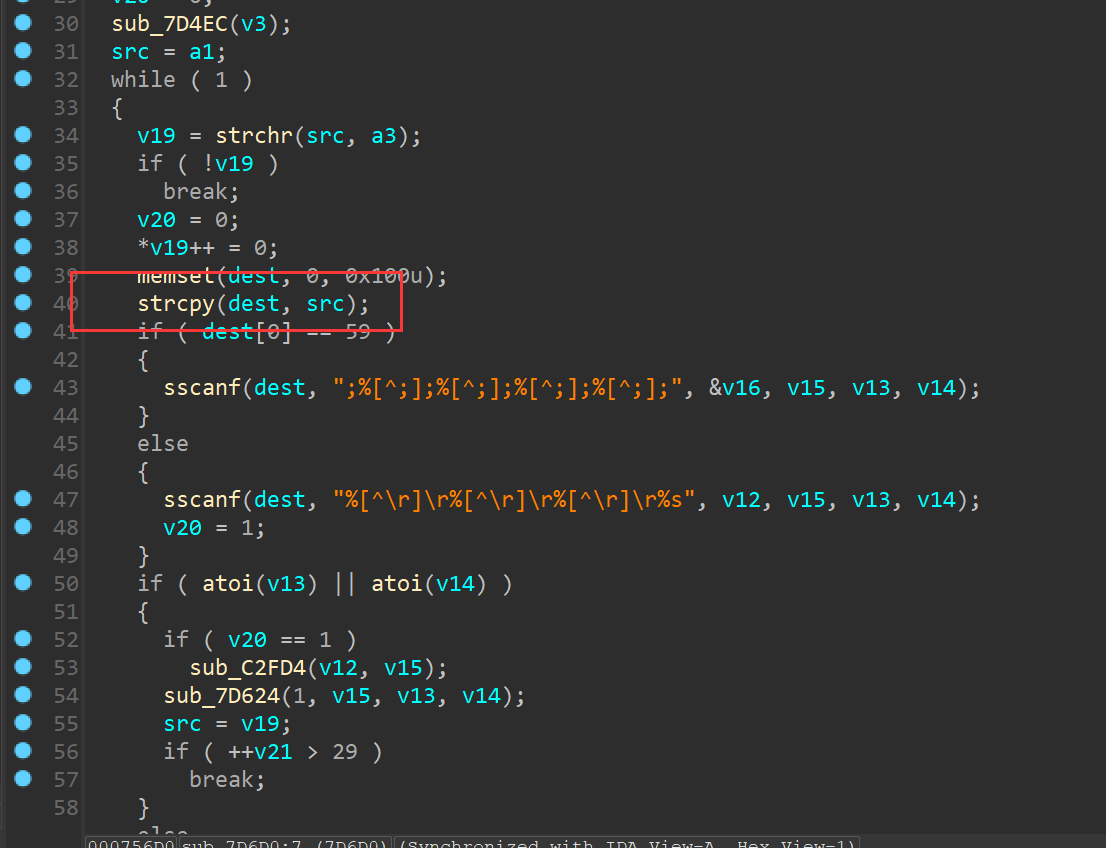 30 sub_7D4EC(v3);
31 src = a1;
32 while ( 1 )
33 {
34 v19 = strchr(src, a3);
35 if ( !v19 )
36 break;
37 v20 = 0;
38 *v19++ = 0;
39 memset(dest, 0, 0x100u);
40 strcpy(dest, src);
41 if ( dest[0] == 59 )
42 {
43 sscanf(dest, ";%[^;];%[^;];%[^;];%[^;];", &v16, v15, v13, v14);
44 }
45 else
46 {
47 sscanf(dest, "%[^\r]\r%[^\r]\r%[^\r]\r%s", v12, v15, v13, v14);
48 v20 = 1;
49 }
50 if ( atoi(v13) || atoi(v14) )
51 {
52 if ( v20 == 1 )
53 sub_C2FD4(v12, v15);
54 sub_7D624(1, v15, v13, v14);
55 src = v19;
56 if ( ++v21 > 29 )
57 break;
58 }
else
000756D0 sub_7D6D0:7 (7D6D0) (Synchronized with IDA View-A, Hex View-1)